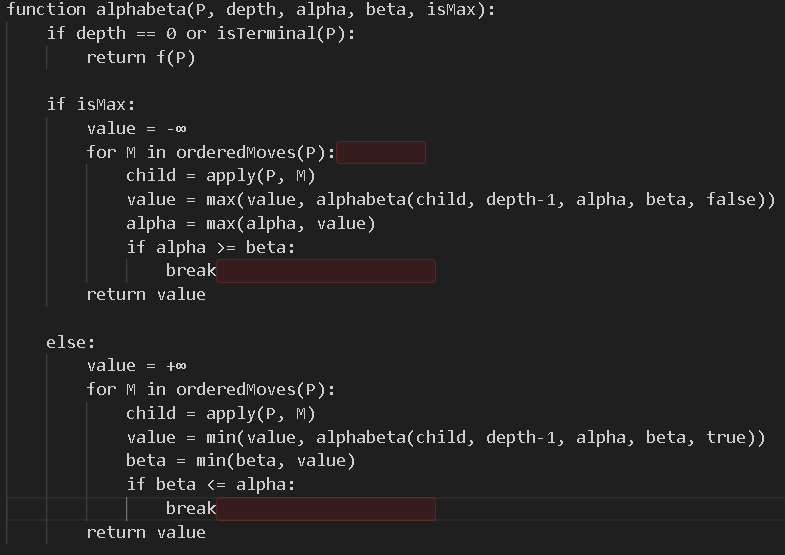 function alphabeta(P, depth, alpha, beta, isMax):
    if depth == 0 or isTerminal(P):
        return f(P)

    if isMax:
        value = -∞
        for M in orderedMoves(P):
            child = apply(P, M)
            value = max(value, alphabeta(child, depth-1, alpha, beta, false))
            alpha = max(alpha, value)
            if alpha >= beta:
                break
        return value

    else:
        value = +∞
        for M in orderedMoves(P):
            child = apply(P, M)
            value = min(value, alphabeta(child, depth-1, alpha, beta, true))
            beta = min(beta, value)
            if beta <= alpha:
                break
        return value